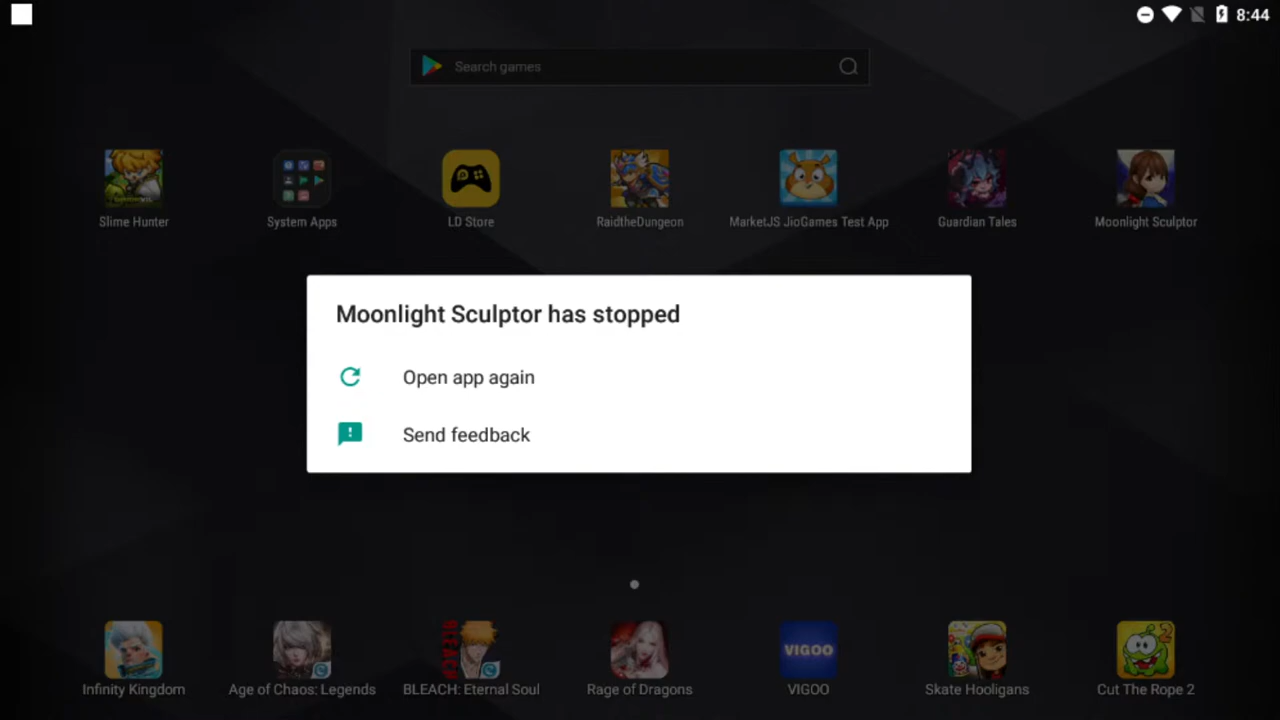 8:44
Search games
Slime Hunter
System Apps
LD Store
RaidtheDungeon
MarketJS JioGames Test App
Guardian Tales
Moonlight Sculptor
Moonlight Sculptor has stopped
Open app again
Send feedback
BLEACH
VIGOO
2
Infinity Kingdom
Age of Chaos: Legends
BLEACH: Eternal Soul
Rage of Dragons
VIGOO
Skate Hooligans
Cut The Rope 2